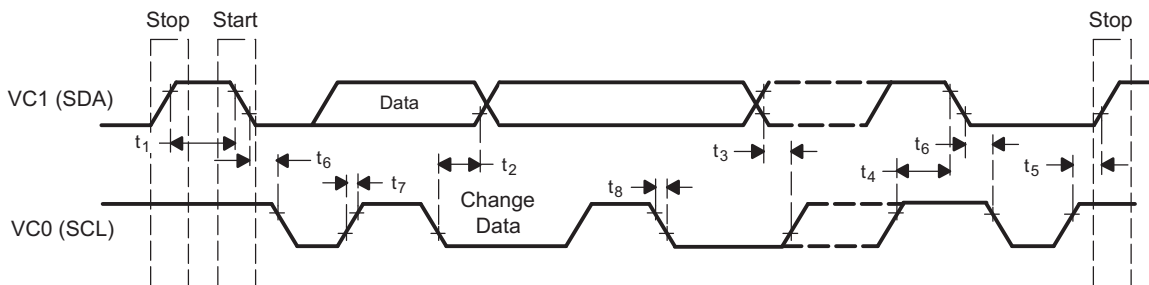 Stop
Start
Stop
VC1 (SDA)
Data
t1
t6
t2
t3
t6
t4
t5
t7
t8
Change
Data
VC0 (SCL)